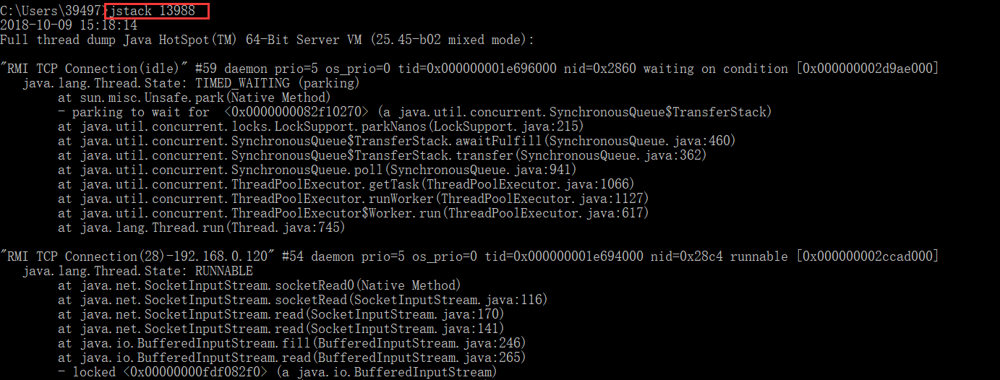 C:\Users\39497>jstack 13988
2018-10-09 15:18:14
Full thread dump Java HotSpot(TM) 64-Bit Server VM (25.45-b02 mixed mode):
"RMI TCP Connection(idle)" #59 daemon prio=5 os_prio=0 tid=0x000000001e696000 nid=0x2860 waiting on condition [0x000000002d9ae000]
java.lang.Thread.State: TIMED_WAITING (parking)
at sun.misc.Unsafe.park(Native Method)
- parking to wait for <0x0000000082f10270> (a java.util.concurrent.SynchronousQueue$TransferStack)
at java.util.concurrent.locks.LockSupport.parkNanos(LockSupport.java:215)
at java.util.concurrent.SynchronousQueue$TransferStack.awaitFulfill(SynchronousQueue.java:460)
at java.util.concurrent.SynchronousQueue$TransferStack.transfer(SynchronousQueue.java:362)
at java.util.concurrent.SynchronousQueue.poll(SynchronousQueue.java:941)
at java.util.concurrent.ThreadPoolExecutor.getTask(ThreadPoolExecutor.java:1066)
at java.util.concurrent.ThreadPoolExecutor.runWorker(ThreadPoolExecutor.java:1127)
at java.util.concurrent.ThreadPoolExecutor$Worker.run(ThreadPoolExecutor.java:617)
at java.lang.Thread.run(Thread.java:745)
"RMI TCP Connection(28)-192.168.0.120" #54 daemon prio=5 os_prio=0 tid=0x000000001e694000 nid=0x28c4 runnable [0x000000002ccad000]
java.lang.Thread.State: RUNNABLE
at java.net.SocketInputStream.socketRead0(Native Method)
at java.net.SocketInputStream.socketRead(SocketInputStream.java:116)
at java.net.SocketInputStream.read(SocketInputStream.java:170)
at java.net.SocketInputStream.read(SocketInputStream.java:141)
at java.io.BufferedInputStream.fill(BufferedInputStream.java:246)
at java.io.BufferedInputStream.read(BufferedInputStream.java:265)
- locked <0x00000000fdf082f0> (a java.io.BufferedInputStream)